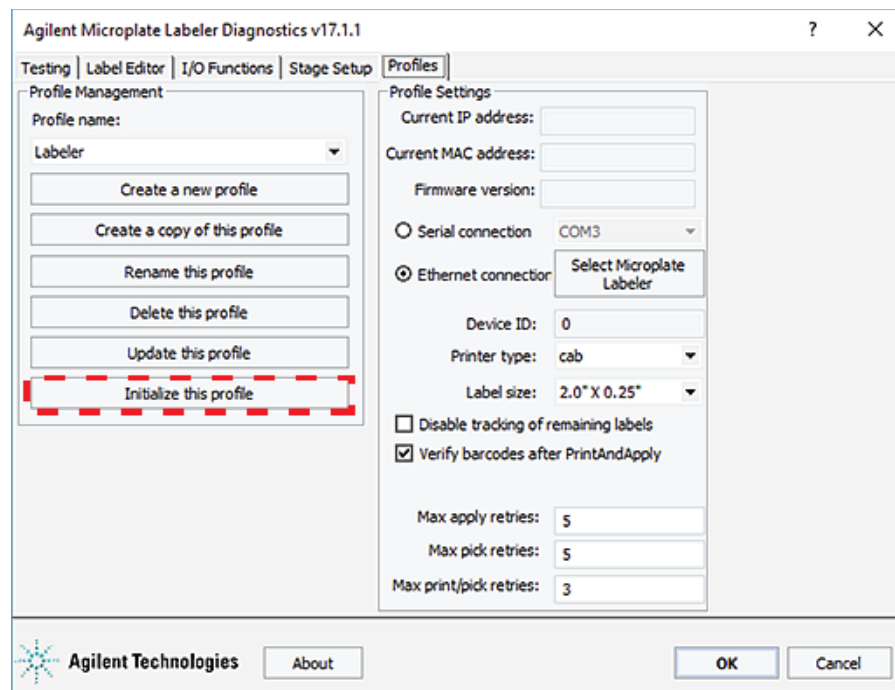 Agilent Microplate Labeler Diagnostics v17.1.1
? X
Testing Label Editor I/O Functions Stage Setup Profiles
Profile Management
Profile name:
Labeler
Create a new profile
Create a copy of this profile
Rename this profile
Delete this profile
Update this profile
Initialize this profile
Profile Settings
Current IP address:
Current MAC address:
Firmware version:
Serial connection COM3
Ethernet connection Select Microplate
Labeler
Device ID: 0
Printer type: cab
Label size: 2.0" X 0.25"
Disable tracking of remaining labels
Verify barcodes after PrintAndApply
Max apply retries: 5
Max pick retries: 5
Max print/pick retries: 3
Agilent Technologies About OK Cancel